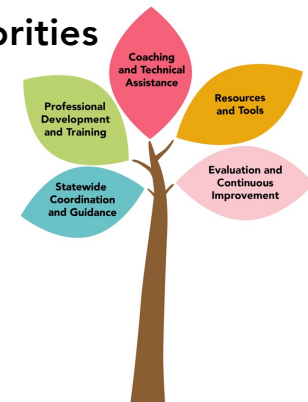 orities
Coaching
and Technical
Assistance
Professional
Development
and Training
Resources
and Tools
Statewide
Coordination
and Guidance
Evaluation and
Continuous
Improvement